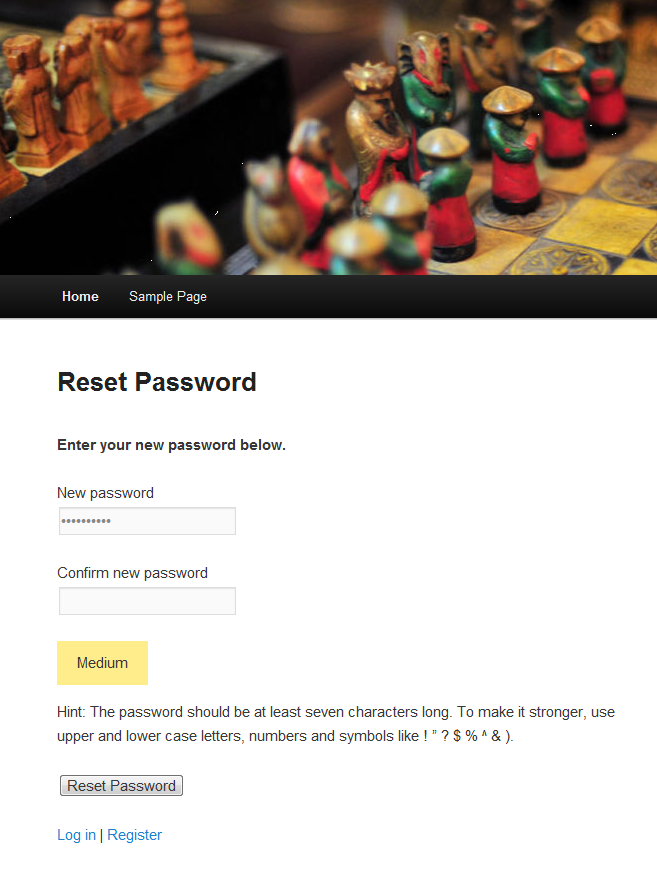 Home Sample Page
Reset Password
Enter your new password below.
New password
••••••••••
Confirm new password
Medium
Hint: The password should be at least seven characters long. To make it stronger, use
upper and lower case letters, numbers and symbols like ! ” ? $ % ^ & ).
Reset Password
Log in | Register